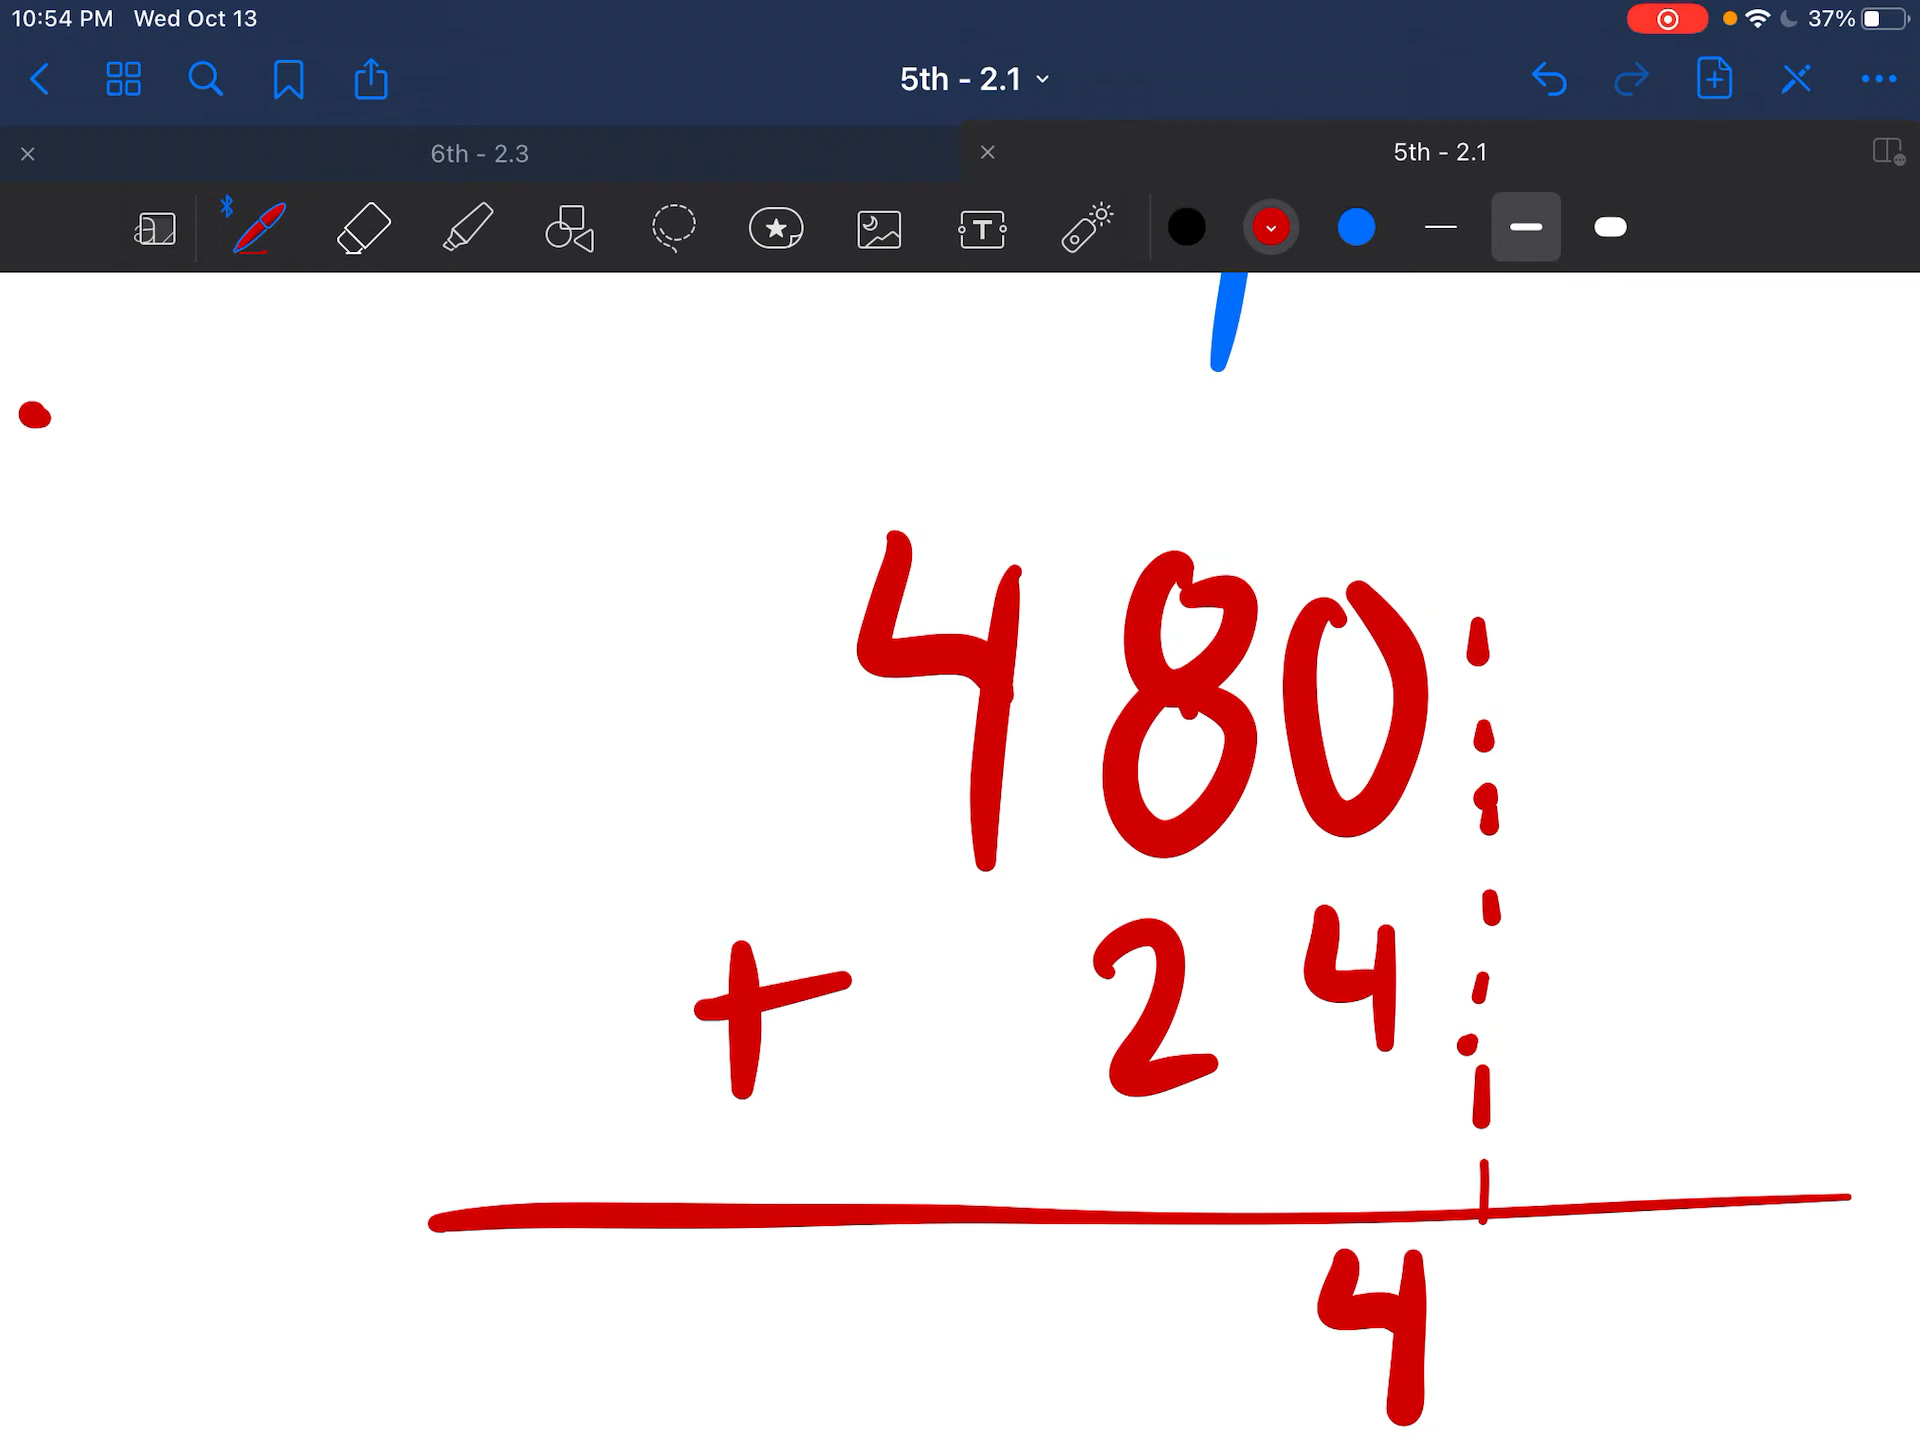 10:54 PM Wed Oct 13 37%
5th - 2.1
6th - 2.3 5th - 2.1
T
480
+ 24
4